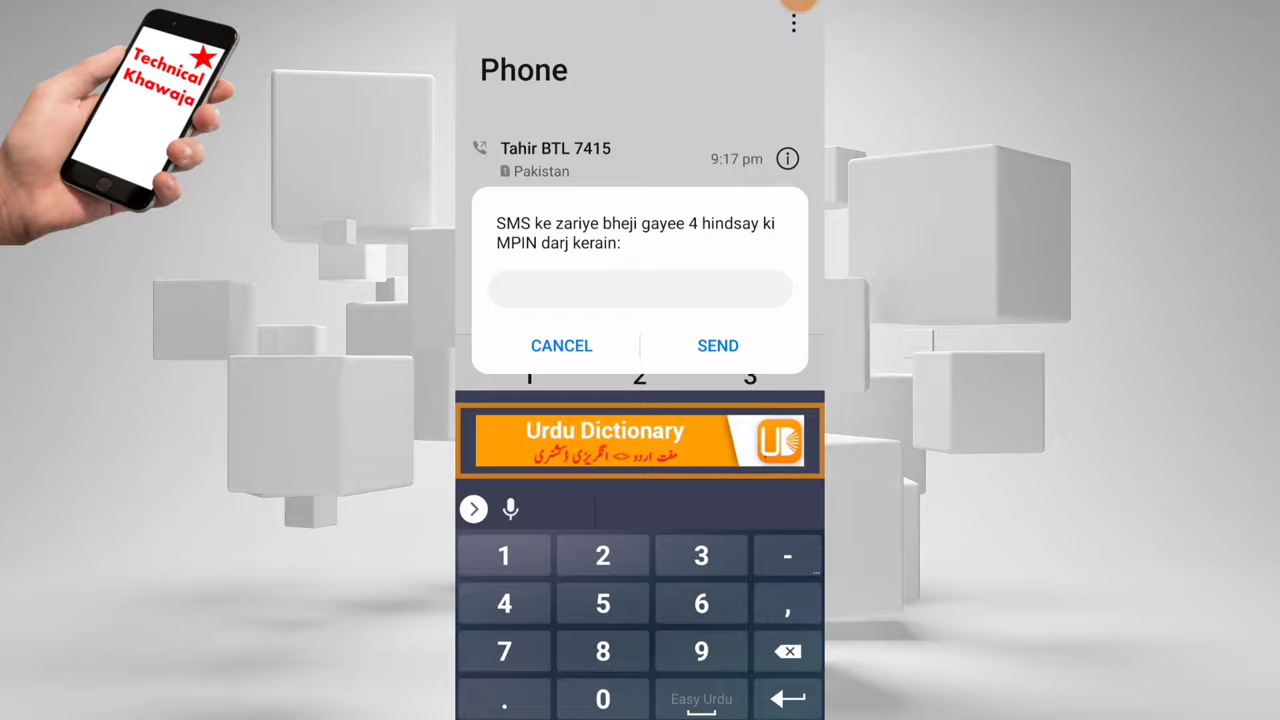 Technical
Khawaja
Phone
Tahir BTL 7415
9:17 pm
1 Pakistan
SMS ke zariye bheji gayee 4 hindsay ki
MPIN darj kerain:
CANCEL
SEND
1 2 3
Urdu Dictionary
مفت اردو <> انگریزی ڈکشنری
UD
1 2 3 -
4 5 6 ,
7 8 9
. 0 Easy Urdu